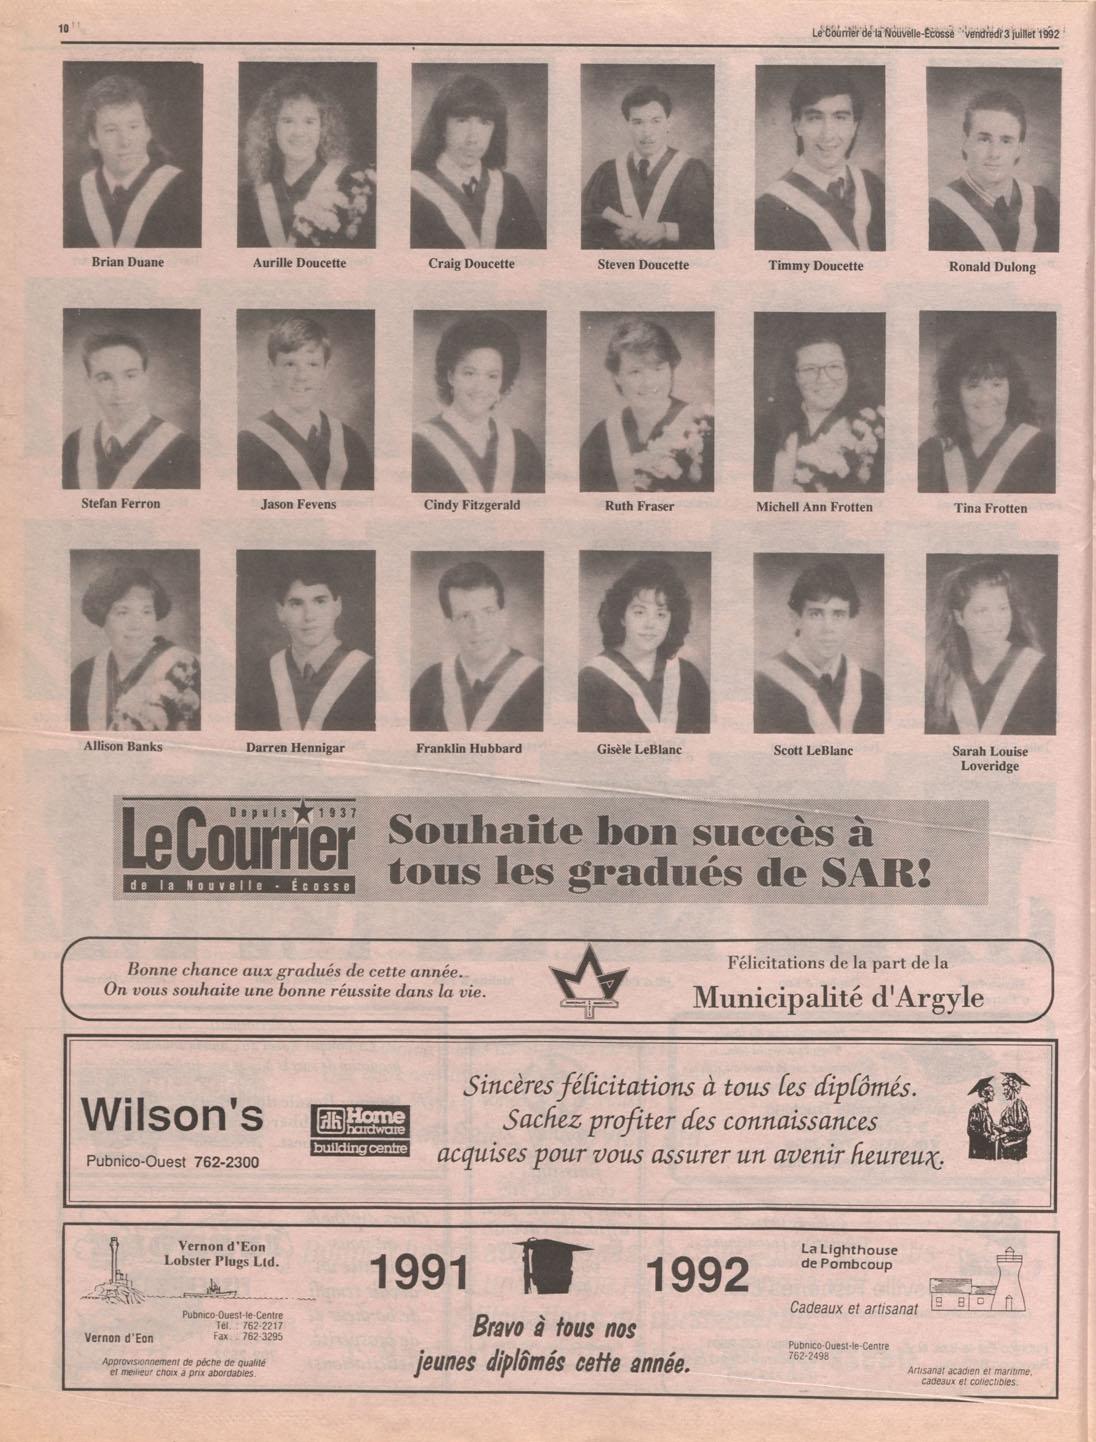 10
Le Courrier de la Nouvelle-Écosse vendredi 3 juillet 1992
Brian Duane
Aurille Doucette
Craig Doucette
Steven Doucette
Timmy Doucette
Ronald Dulong
Stefan Ferron
Jason Fevens
Cindy Fitzgerald
Ruth Fraser
Michell Ann Frotten
Tina Frotten
Allison Banks
Darren Hennigar
Franklin Hubbard
Gisèle LeBlanc
Scott LeBlanc
Sarah Louise
Loveridge
Depuis 1937
Le Courrier
de la Nouvelle - Écosse
Souhaite bon succès à
tous les gradués de SAR!
Bonne chance aux gradués de cette année.
On vous souhaite une bonne réussite dans la vie.
Félicitations de la part de la
Municipalité d'Argyle
Wilson's
Pubnico-Ouest 762-2300
Home
hardware
building centre
Sincères félicitations à tous les diplômés.
Sachez profiter des connaissances
acquises pour vous assurer un avenir heureux.
Vernon d'Eon
Lobster Plugs Ltd.
Pubnico-Ouest-le-Centre
Tél. : 762-2217
Fax. : 762-3295
Vernon d'Eon
Approvisionnement de pêche de qualité
et meilleur choix à prix abordables.
1991
1992
Bravo à tous nos
jeunes diplômés cette année.
La Lighthouse
de Pombcoup
Cadeaux et artisanat
Pubnico-Ouest-le-Centre
762-2498
Artisanat acadien et maritime,
cadeaux et collectibles.